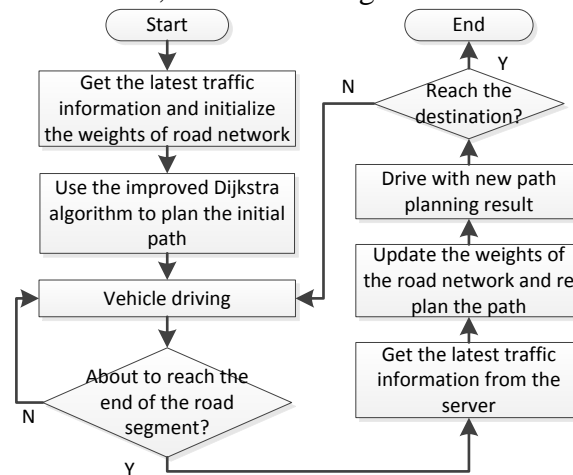 Start
Get the latest traffic
information and initialize
the weights of road network
Use the improved Dijkstra
algorithm to plan the initial
path
Vehicle driving
About to reach the
end of the road
segment?
N
Y
Get the latest traffic
information from the
server
Update the weights of
the road network and re
plan the path
Drive with new path
planning result
Reach the
destination?
N
Y
End